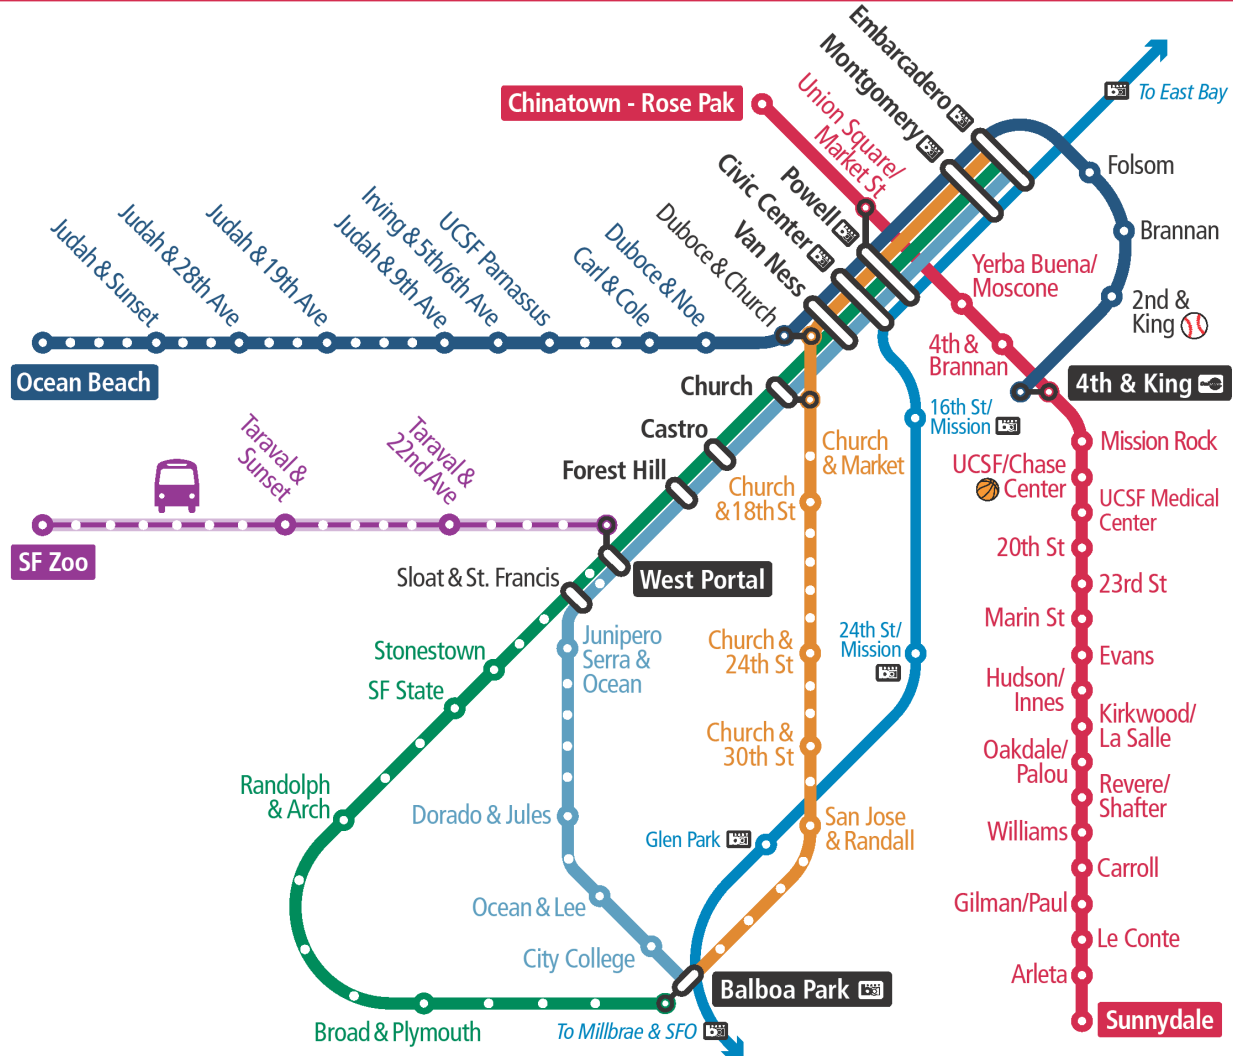 Embarcadero
Montgomery
To East Bay
Chinatown - Rose Pak
Union Square/
Market St
Powell
Civic Center
Van Ness
Folsom
Brannan
2nd &
King
Yerba Buena/
Moscone
4th &
Brannan
4th & King
Judah & Sunset
Judah & 28th Ave
Judah & 19th Ave
Judah & 9th Ave
Irving & 5th/6th Ave
UCSF Parnassus
Carl & Cole
Duboce & Noe
Duboce & Church
Ocean Beach
Church
Castro
Forest Hill
Church
& Market
16th St/
Mission
Mission Rock
UCSF/Chase
Center
UCSF Medical
Center
Taraval &
Sunset
Taraval &
22nd Ave
SF Zoo
West Portal
Sloat & St. Francis
Church
& 18th St
20th St
23rd St
Marin St
Evans
Stonestown
SF State
Junipero
Serra &
Ocean
Church &
24th St
24th St/
Mission
Hudson/
Innes
Kirkwood/
La Salle
Church &
30th St
Oakdale/
Palou
Revere/
Shafter
Randolph
& Arch
Dorado & Jules
Glen Park
San Jose
& Randall
Williams
Carroll
Gilman/Paul
Le Conte
Arleta
Ocean & Lee
City College
Balboa Park
Sunnydale
Broad & Plymouth
To Millbrae & SFO